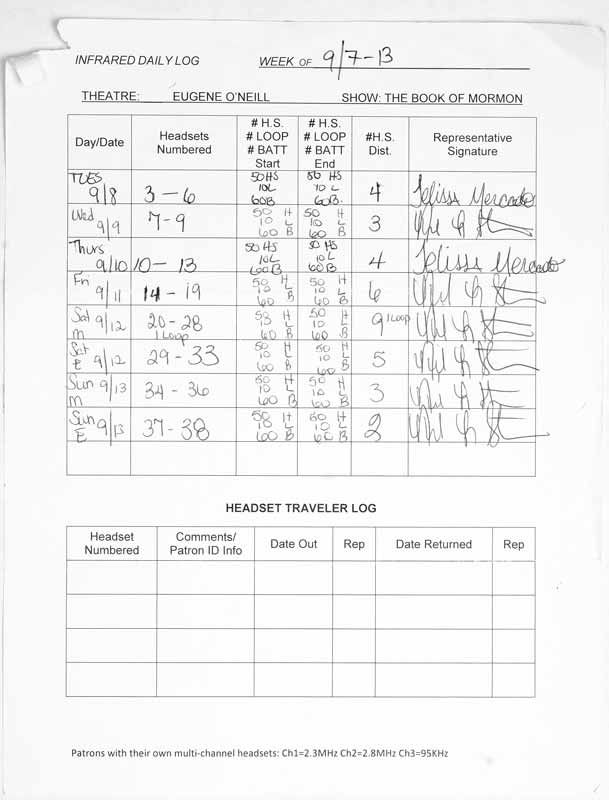 INFRARED DAILY LOG WEEK OF 9/7-13
THEATRE: EUGENE O'NEILL SHOW: THE BOOK OF MORMON
Day/Date Headsets Numbered # H.S. # LOOP # BATT Start # H.S. # LOOP # BATT End #H.S. Dist. Representative Signature
TUES 9/8 3-6 50 HS 10L 60B 50 HS 10 L 60B. 4 Melissa Mercado
Wed 9/9 7-9 50 H 10 L 60 B 50 H 10 L 60 B 3
Thurs 9/10 10-13 50 HS 10L 60B 50 HS 10L 60B 4 Melissa Mercado
Fri 9/11 14-19 50 H 10 L 60 B 50 H 10 L 60 B 6
Sat M 9/12 20-28 1 Loop 50 H 10 L 60 B 50 H 10 L 60 B 9 1 Loop
Sat E 9/12 29-33 50 H 10 L 60 B 50 H 10 L 60 B 5
Sun M 9/13 34-36 50 H 10 L 60 B 50 H 10 L 60 B 3
Sun E 9/13 37-38 50 H 10 L 60 B 50 H 10 L 60 B 2
HEADSET TRAVELER LOG
Headset Numbered Comments/ Patron ID Info Date Out Rep Date Returned Rep
Patrons with their own multi-channel headsets: Ch1=2.3MHz Ch2=2.8MHz Ch3=95KHz